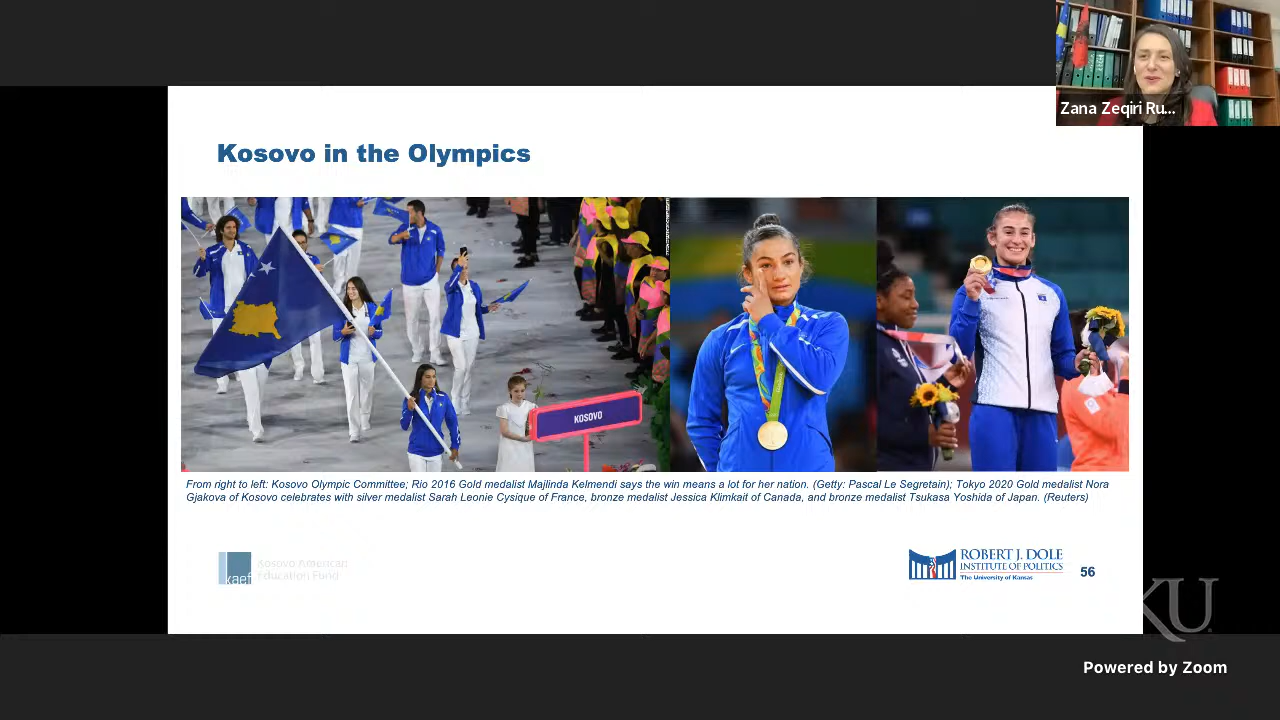 Zana Zeqiri Ru...
Kosovo in the Olympics
KOSOVO
From right to left: Kosovo Olympic Committee; Rio 2016 Gold medalist Majlinda Kelmendi says the win means a lot for her nation. (Getty: Pascal Le Segretain); Tokyo 2020 Gold medalist Nora
Gjakova of Kosovo celebrates with silver medalist Sarah Leonie Cysique of France, bronze medalist Jessica Klimkait of Canada, and bronze medalist Tsukasa Yoshida of Japan. (Reuters)
kaef
Kosovo American
Education Fund
ROBERT J. DOLE
INSTITUTE OF POLITICS
The University of Kansas
56
KU
Powered by Zoom